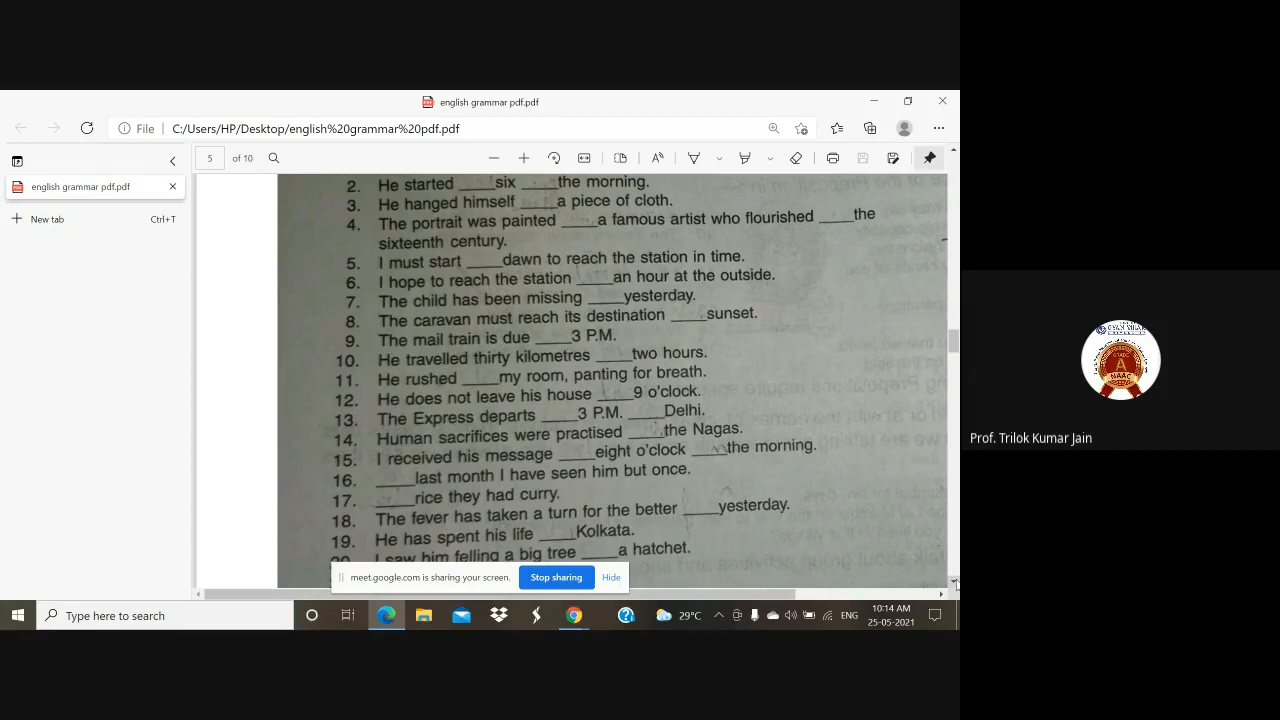 english grammar pdf.pdf
File
C:/Users/HP/Desktop/english%20grammar%20pdf.pdf
5 of 10
english grammar pdf.pdf
New tab
Ctrl+T
2. He started ____six ____the morning.
3. He hanged himself ____a piece of cloth.
4. The portrait was painted ____a famous artist who flourished ____the
sixteenth century.
5. I must start ____dawn to reach the station in time.
6. I hope to reach the station ____an hour at the outside.
7. The child has been missing ____yesterday.
8. The caravan must reach its destination ____sunset.
9. The mail train is due ____3 P.M.
10. He travelled thirty kilometres ____two hours.
11. He rushed ____my room, panting for breath.
12. He does not leave his house ____9 o'clock.
13. The Express departs ____3 P.M. ____Delhi.
14. Human sacrifices were practised ____the Nagas.
15. I received his message ____eight o'clock ____the morning.
16. ____last month I have seen him but once.
17. ____rice they had curry.
18. The fever has taken a turn for the better ____yesterday.
19. He has spent his life ____Kolkata.
I saw him felling a big tree ____a hatchet.
meet.google.com is sharing your screen.
Stop sharing
Hide
Type here to search
29°C
ENG
10:14 AM
25-05-2021
GYAN VIHAR
GRADE
A
NAAC
Prof. Trilok Kumar Jain